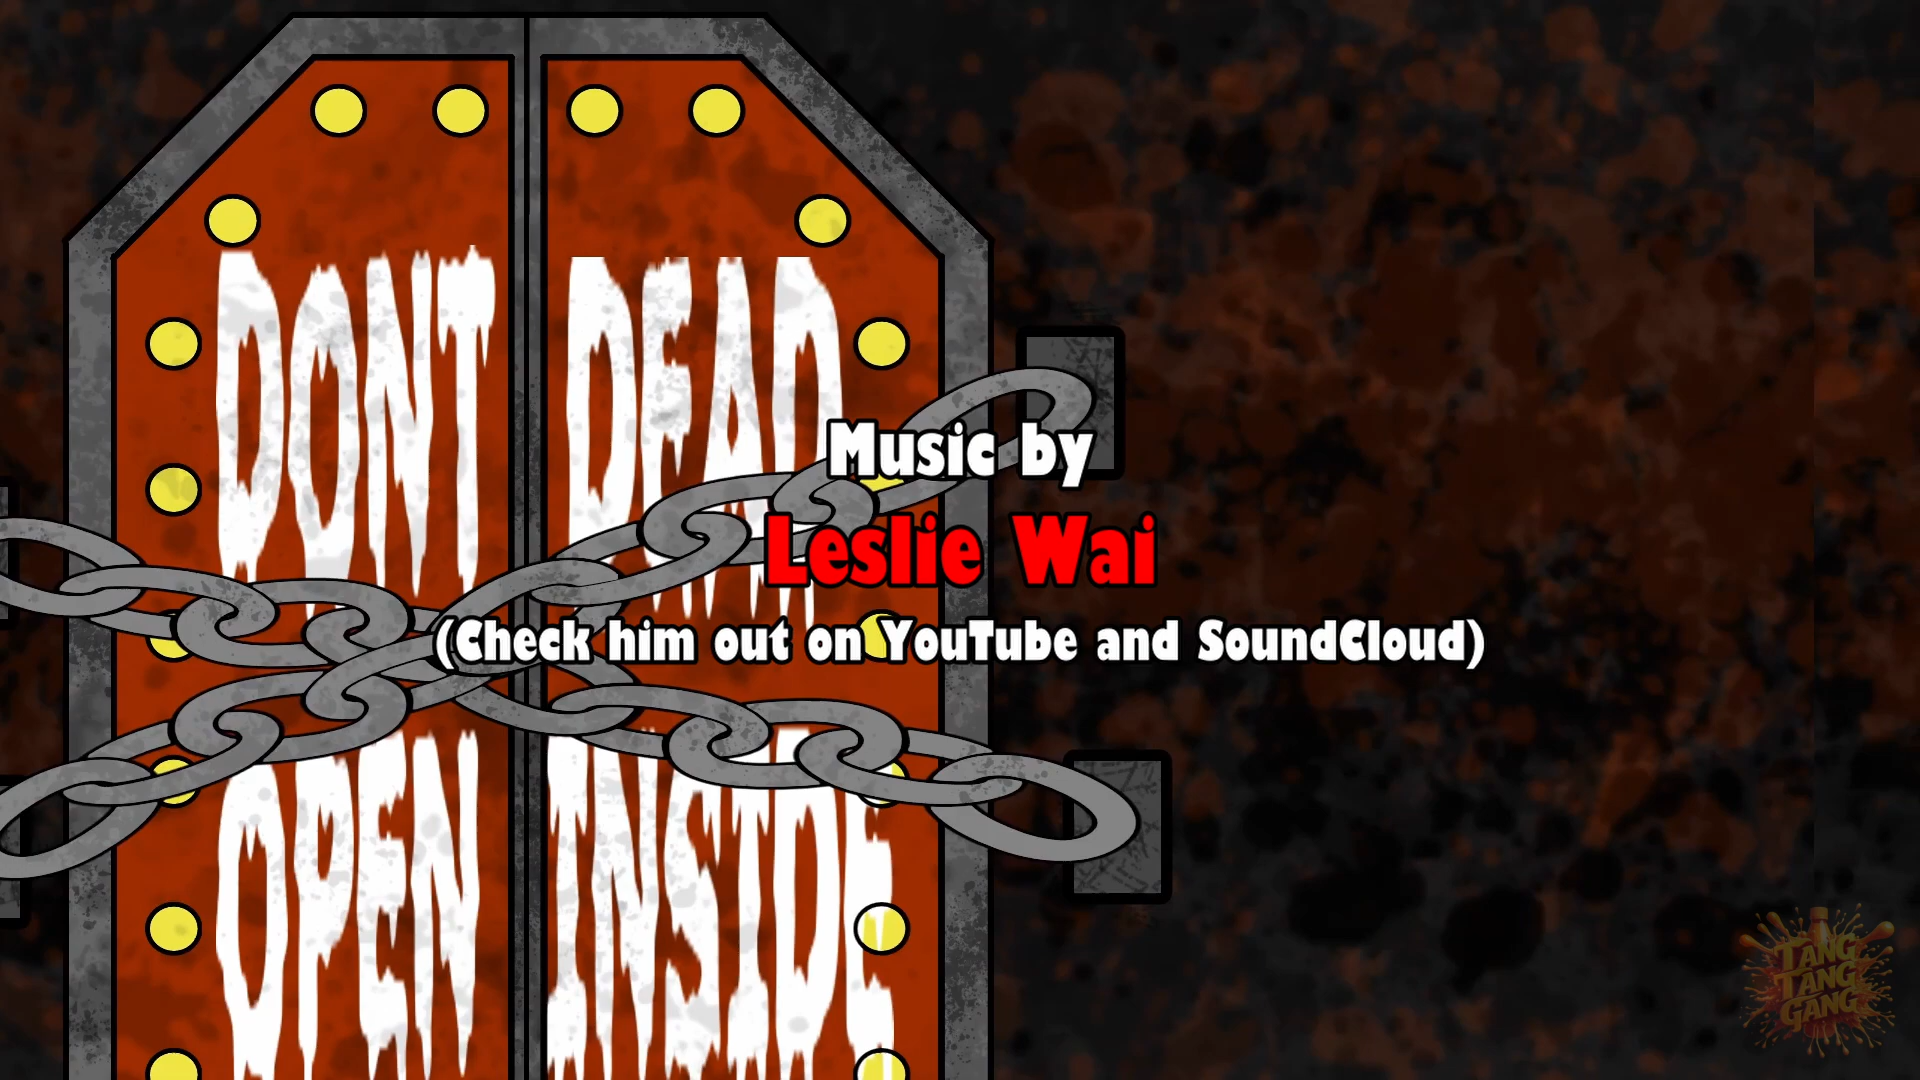 DONT DEAD
OPEN INSIDE
Music by
Leslie Wai
(Check him out on YouTube and SoundCloud)
TANG
TANG
GANG